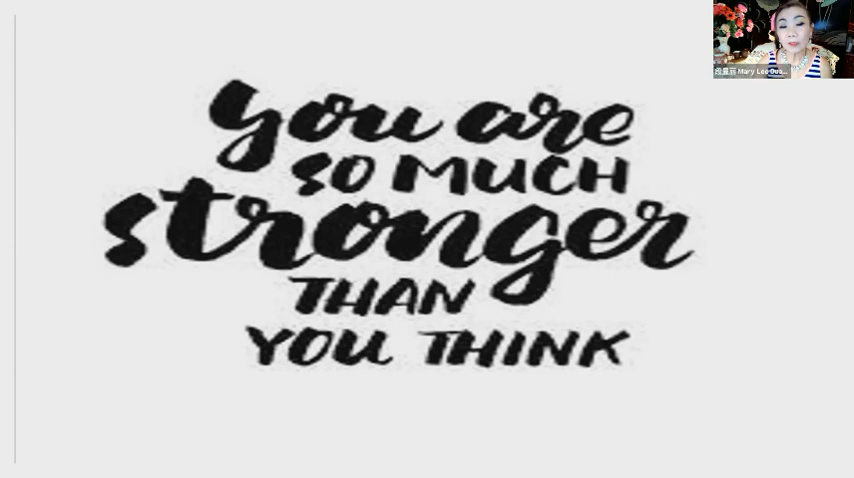 you are
SO MUCH
stronger
THAN
YOU THINK
Mary Lee